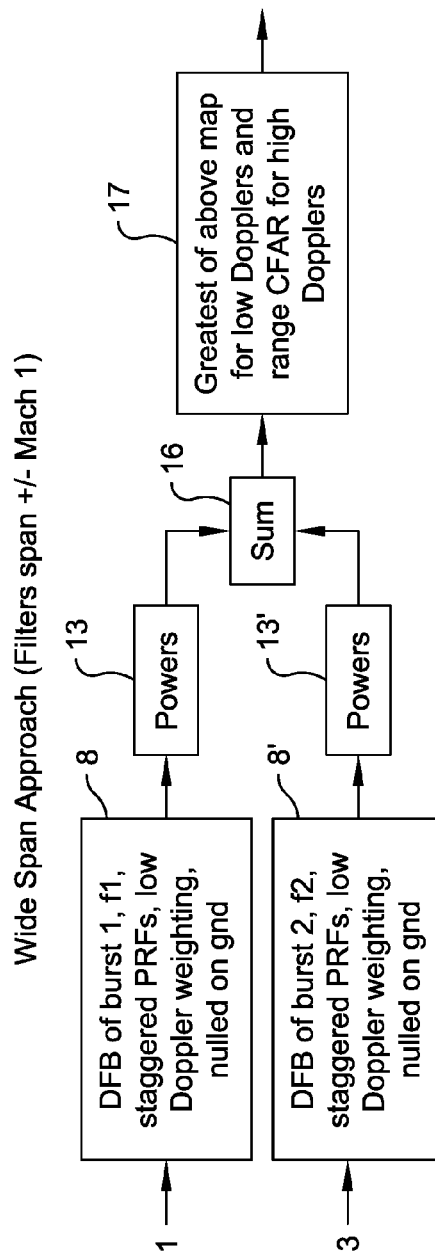 Wide Span Approach (Filters span +/- Mach 1)
1
8
DFB of burst 1, f1,
staggered PRFs, low
Doppler weighting,
nulled on gnd
13
Powers
3
8'
DFB of burst 2, f2,
staggered PRFs, low
Doppler weighting,
nulled on gnd
13'
Powers
16
Sum
17
Greatest of above map
for low Dopplers and
range CFAR for high
Dopplers